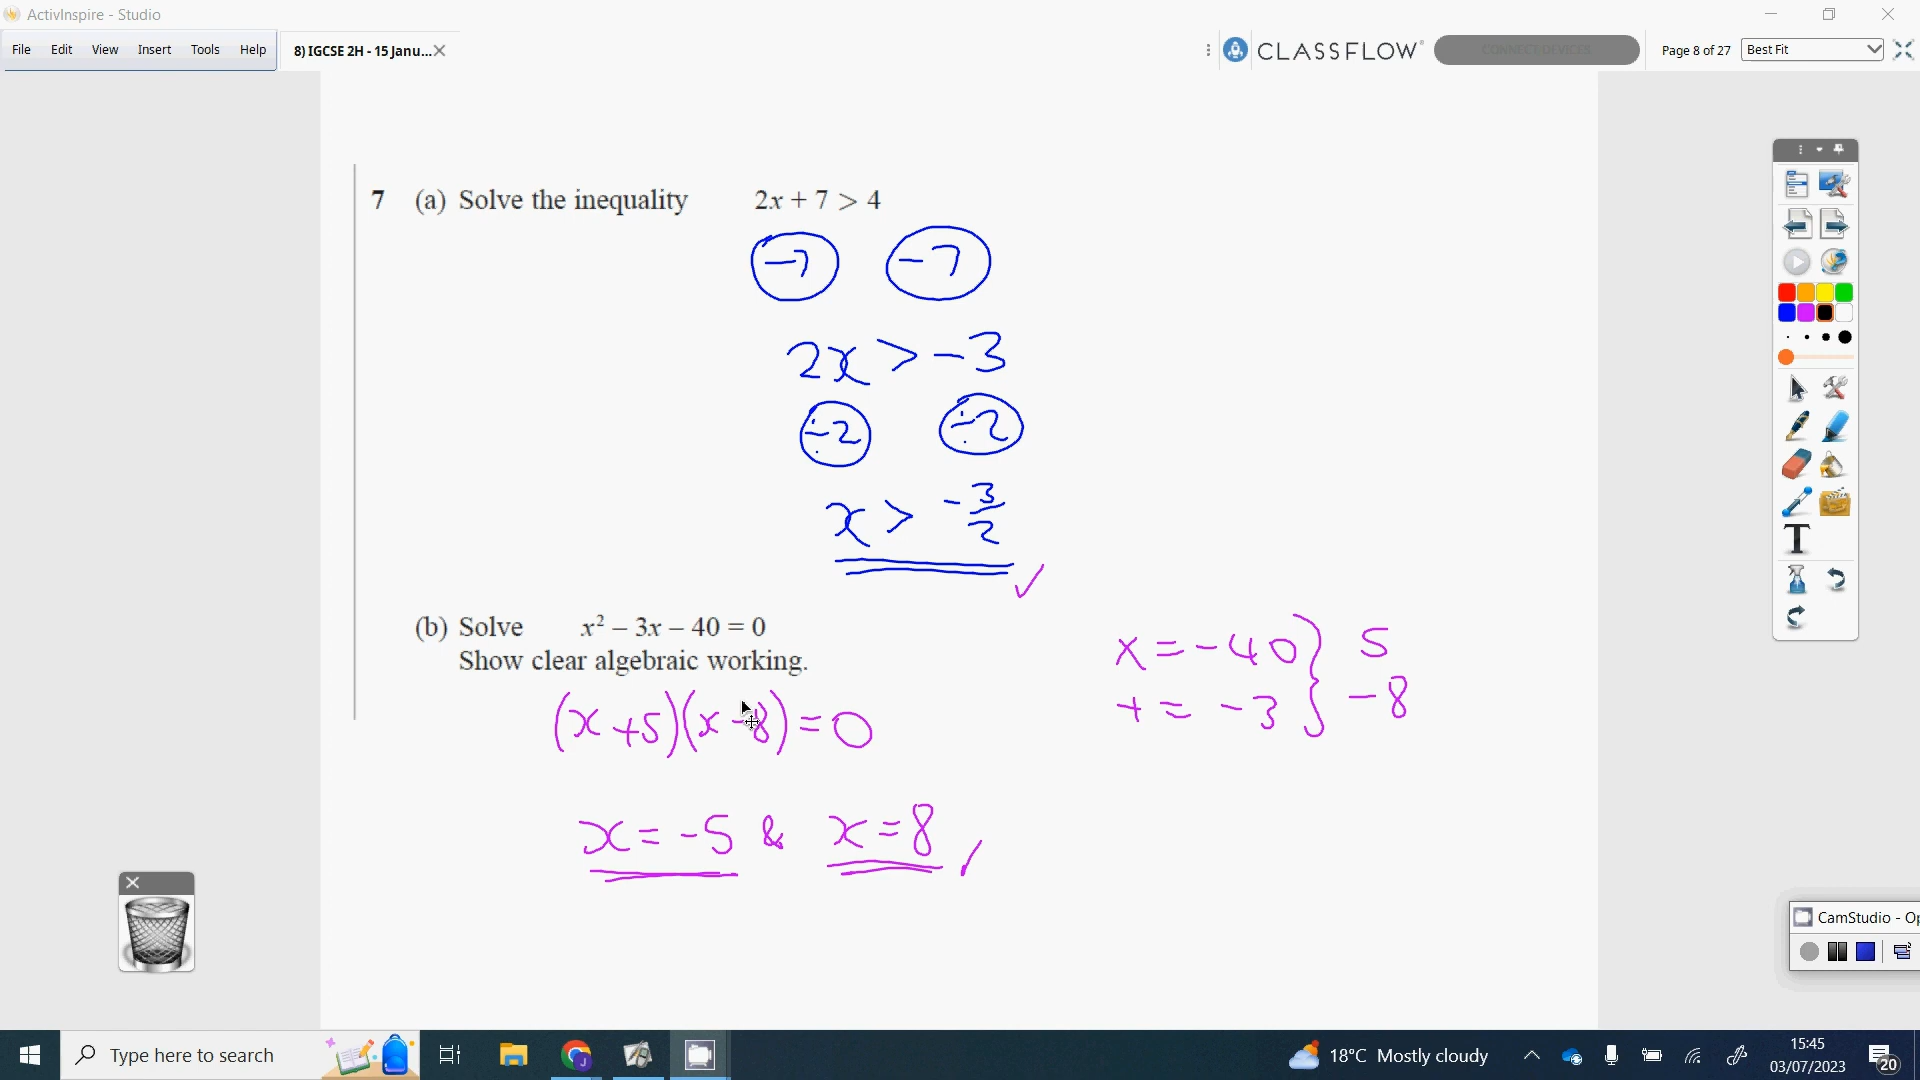 ActivInspire - Studio
File Edit View Insert Tools Help
8) IGCSE 2H - 15 Janu...
CLASSFLOW
CONNECT DEVICES
Page 8 of 27
Best Fit
7 (a) Solve the inequality 2x + 7 > 4
-7 -7
2x > -3
÷2 ÷2
x > -3/2
(b) Solve x² − 3x − 40 = 0
Show clear algebraic working.
(x+5)(x-8)=0
x = -5 & x = 8
× = -40 } 5
+ = -3 } -8
T
CamStudio - Op
Type here to search
18°C Mostly cloudy
15:45
03/07/2023
20